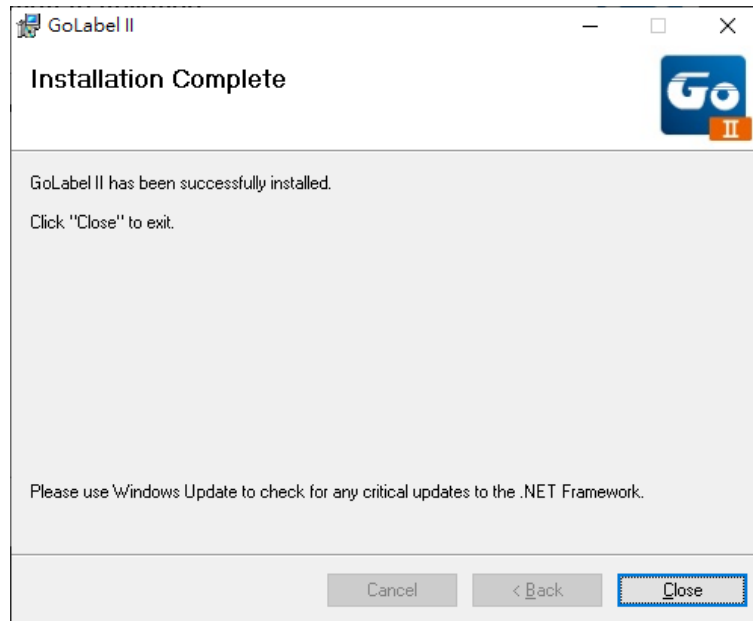 GoLabel II
Installation Complete
Go
II
GoLabel II has been successfully installed.
Click "Close" to exit.
Please use Windows Update to check for any critical updates to the .NET Framework.
Cancel
< Back
Close